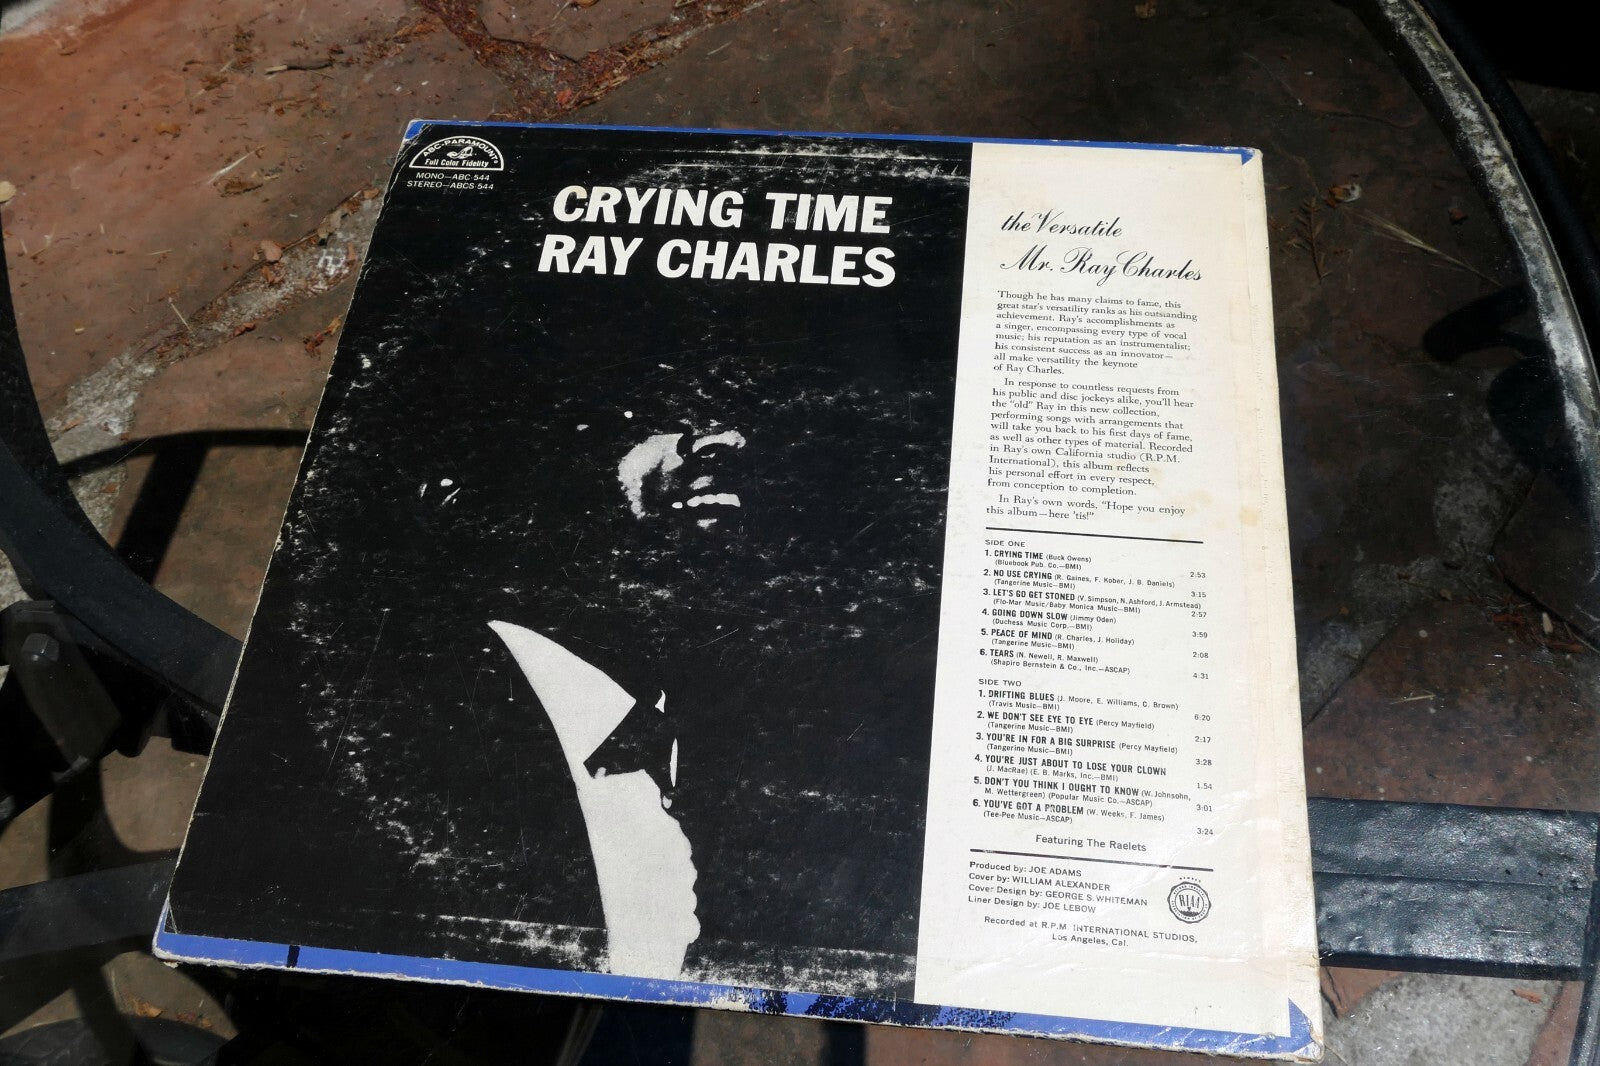 ABC-PARAMOUNT
Full Color Fidelity
MONO—ABC-544
STEREO—ABCS 544
CRYING TIME
RAY CHARLES
the Versatile
Mr. Ray Charles
Though he has many claims to fame, this
great star's versatility ranks as his outstanding
achievement. Ray's accomplishments as
a singer, encompassing every type of vocal
music; his reputation as an instrumentalist;
his consistent success as an innovator—
all make versatility the keynote
of Ray Charles.
In response to countless requests from
his public and disc jockeys alike, you'll hear
the "old" Ray in this new collection,
performing songs with arrangements that
will take you back to his first days of fame,
as well as other types of material. Recorded
in Ray's own California studio (R.P.M.
International), this album reflects
his personal effort in every respect,
from conception to completion.
In Ray's own words, "Hope you enjoy
this album—here 'tis!"
SIDE ONE
1. CRYING TIME (Buck Owens)
(Bluebook Pub. Co.—BMI) 2:53
2. NO USE CRYING (R. Gaines, F. Kober, J. B. Daniels)
(Tangerine Music—BMI) 3:15
3. LET'S GO GET STONED (V. Simpson, N. Ashford, J. Armstead)
(Flo-Mar Music/Baby Monica Music—BMI) 2:57
4. GOING DOWN SLOW (Jimmy Oden)
(Duchess Music Corp.—BMI) 3:59
5. PEACE OF MIND (R. Charles, J. Holiday)
(Tangerine Music—BMI) 2:08
6. TEARS (N. Newell, R. Maxwell)
(Shapiro Bernstein & Co., Inc.—ASCAP) 4:31
SIDE TWO
1. DRIFTING BLUES (J. Moore, E. Williams, C. Brown)
(Travis Music—BMI) 6:20
2. WE DON'T SEE EYE TO EYE (Percy Mayfield)
(Tangerine Music—BMI) 2:17
3. YOU'RE IN FOR A BIG SURPRISE (Percy Mayfield)
(Tangerine Music—BMI) 3:28
4. YOU'RE JUST ABOUT TO LOSE YOUR CLOWN
(J. MacRae) (E. B. Marks, Inc.—BMI) 1:54
5. DON'T YOU THINK I OUGHT TO KNOW (W. Johnsohn,
M. Wettergreen) (Popular Music Co.—ASCAP) 3:01
6. YOU'VE GOT A PROBLEM (W. Weeks, F. James)
(Tee-Pee Music—ASCAP) 3:24
Featuring The Raelets
Produced by: JOE ADAMS
Cover by: WILLIAM ALEXANDER
Cover Design by: GEORGE S. WHITEMAN
Liner Design by: JOE LEBOW
RIAA
Recorded at R.P.M INTERNATIONAL STUDIOS,
Los Angeles, Cal.